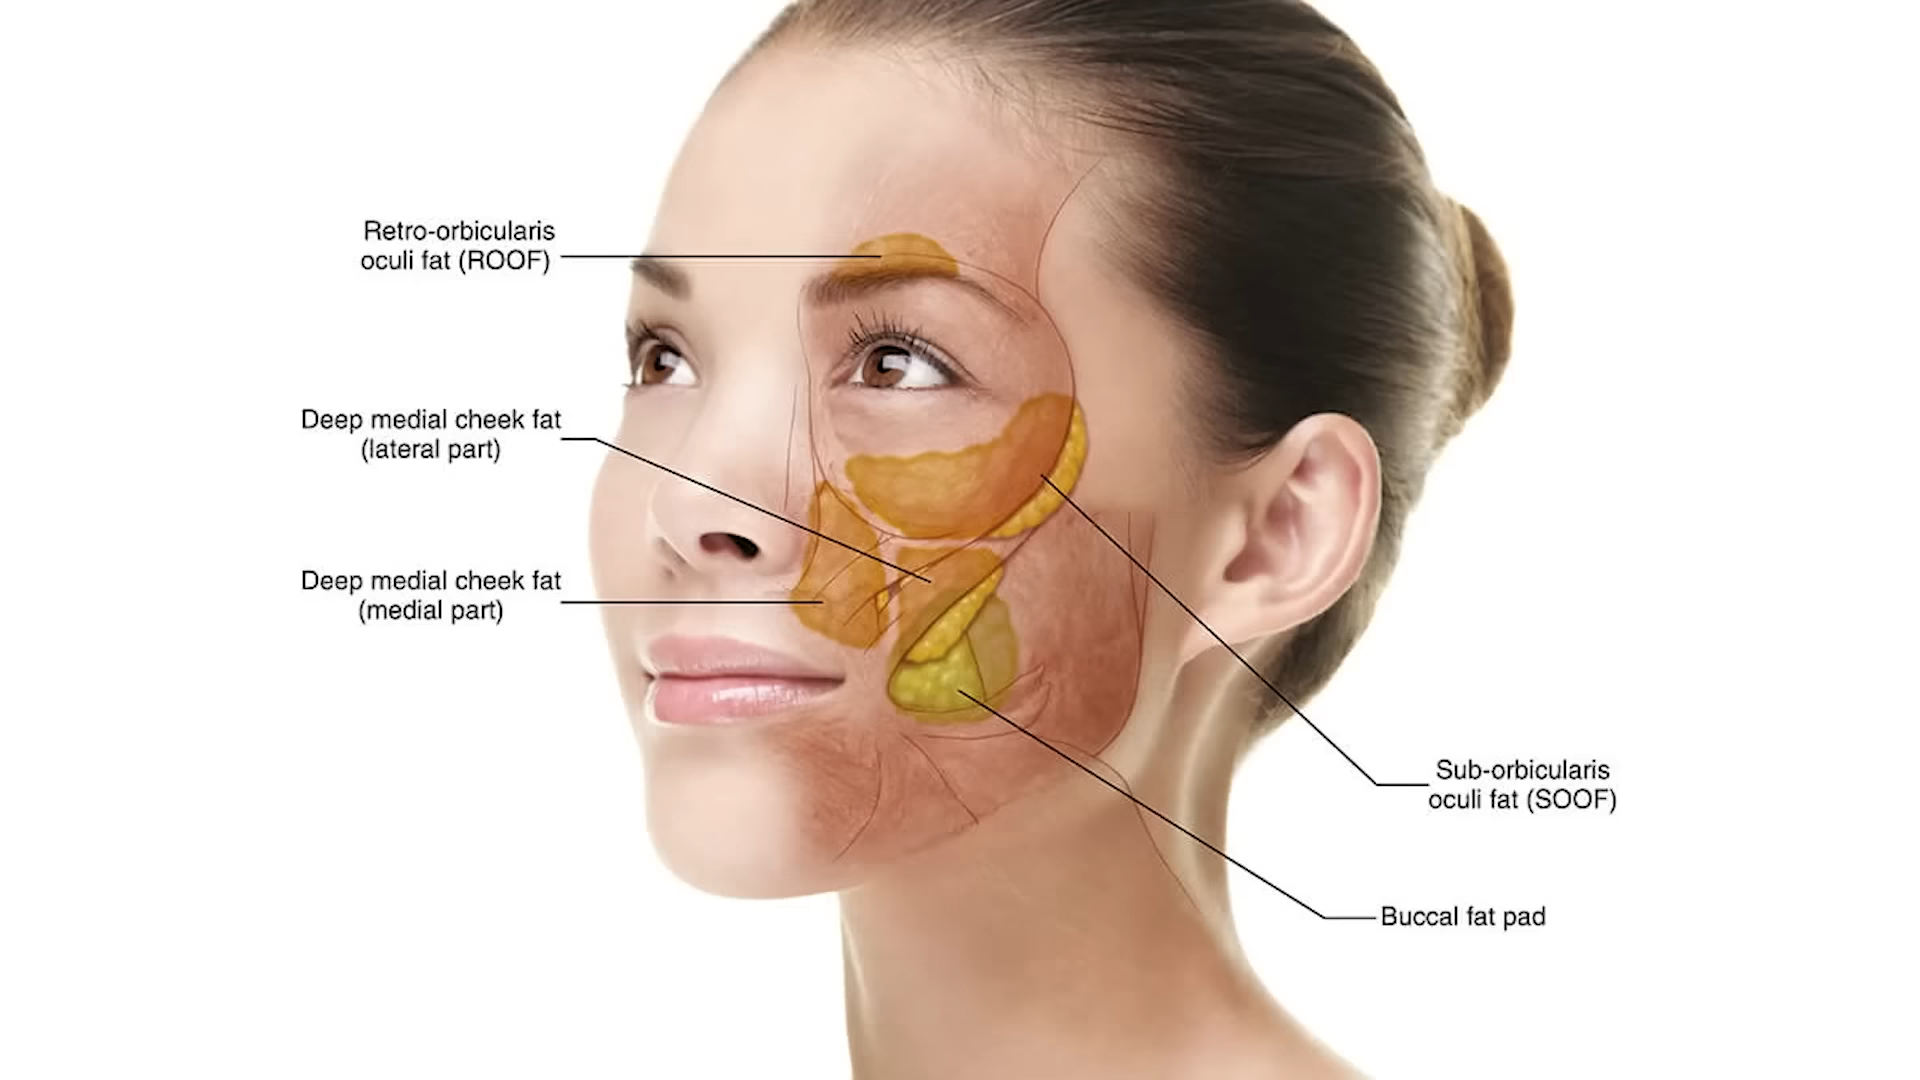 Retro-orbicularis
oculi fat (ROOF)
Deep medial cheek fat
(lateral part)
Deep medial cheek fat
(medial part)
Sub-orbicularis
oculi fat (SOOF)
Buccal fat pad